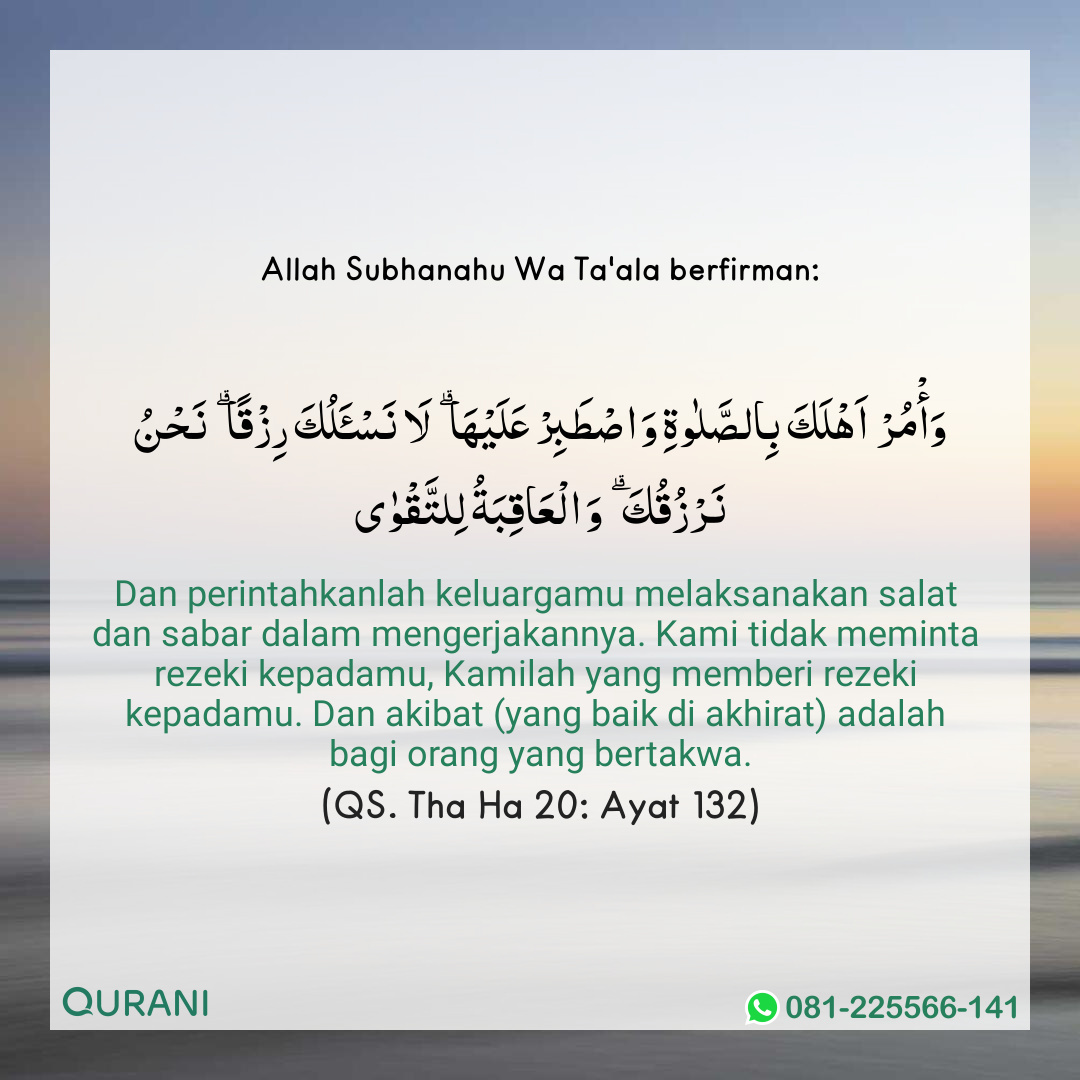 Allah Subhanahu Wa Ta'ala berfirman:
وَأْمُرْ اَهْلَكَ بِالصَّلٰوةِ وَاصْطَبِرْ عَلَيْهَا ۗ لَا نَسْـَٔلُكَ رِزْقًا ۗ نَحْنُ
نَرْزُقُكَ ۗ وَالْعَاقِبَةُ لِلتَّقْوٰى
Dan perintahkanlah keluargamu melaksanakan salat
dan sabar dalam mengerjakannya. Kami tidak meminta
rezeki kepadamu, Kamilah yang memberi rezeki
kepadamu. Dan akibat (yang baik di akhirat) adalah
bagi orang yang bertakwa.
(QS. Tha Ha 20: Ayat 132)
QURANI
081-225566-141